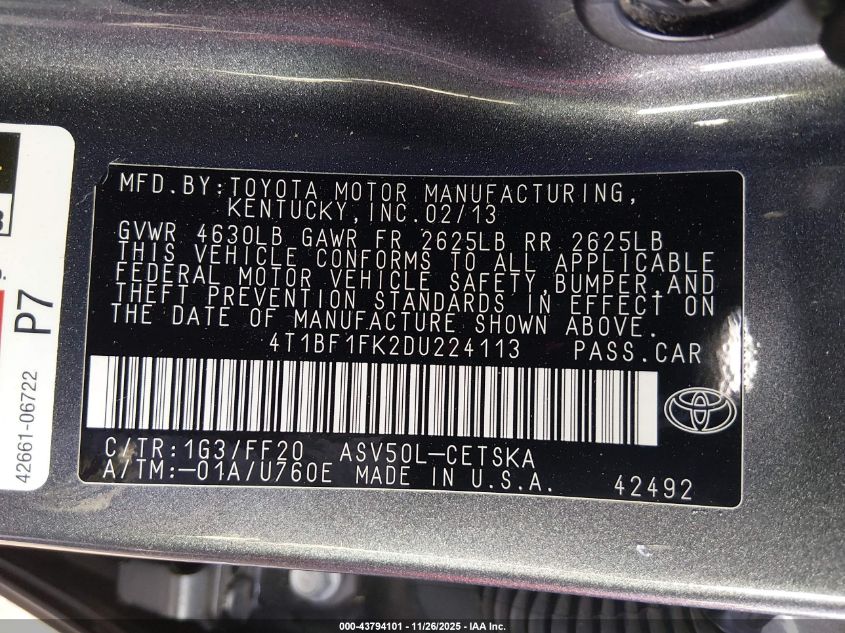 MFD.BY:TOYOTA MOTOR MANUFACTURING,
KENTUCKY,INC.02/13
GVWR 4630LB GAWR FR 2625LB RR 2625LB
THIS VEHICLE CONFORMS TO ALL APPLICABLE
FEDERAL MOTOR VEHICLE SAFETY,BUMPER,AND
THEFT PREVENTION STANDARDS IN EFFECT ON
THE DATE OF MANUFACTURE SHOWN ABOVE.
4T1BF1FK2DU224113 PASS.CAR
C/TR:1G3/FF20 ASV50L-CETSKA
A/TM:-01A/U760E MADE IN U.S.A.
42492
P7
42661-06722
000-43794101 - 11/26/2025 - IAA Inc.